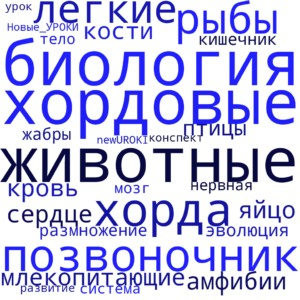 урок легкие рыбы
Новые_УРОКИ
тело кости кишечник
биология
хордовые
жабры newUROKI конспект птицы
животные
кровь мозг нервная
сердце хорда яйцо
размножение эволюция
позвоночник
млекопитающие амфибии
развитие система